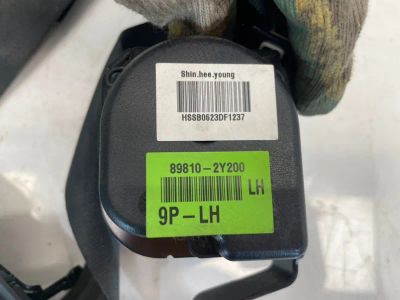 Shin.hee.young
HSSB0623DF1237
89810-2Y200
LH
9P-LH